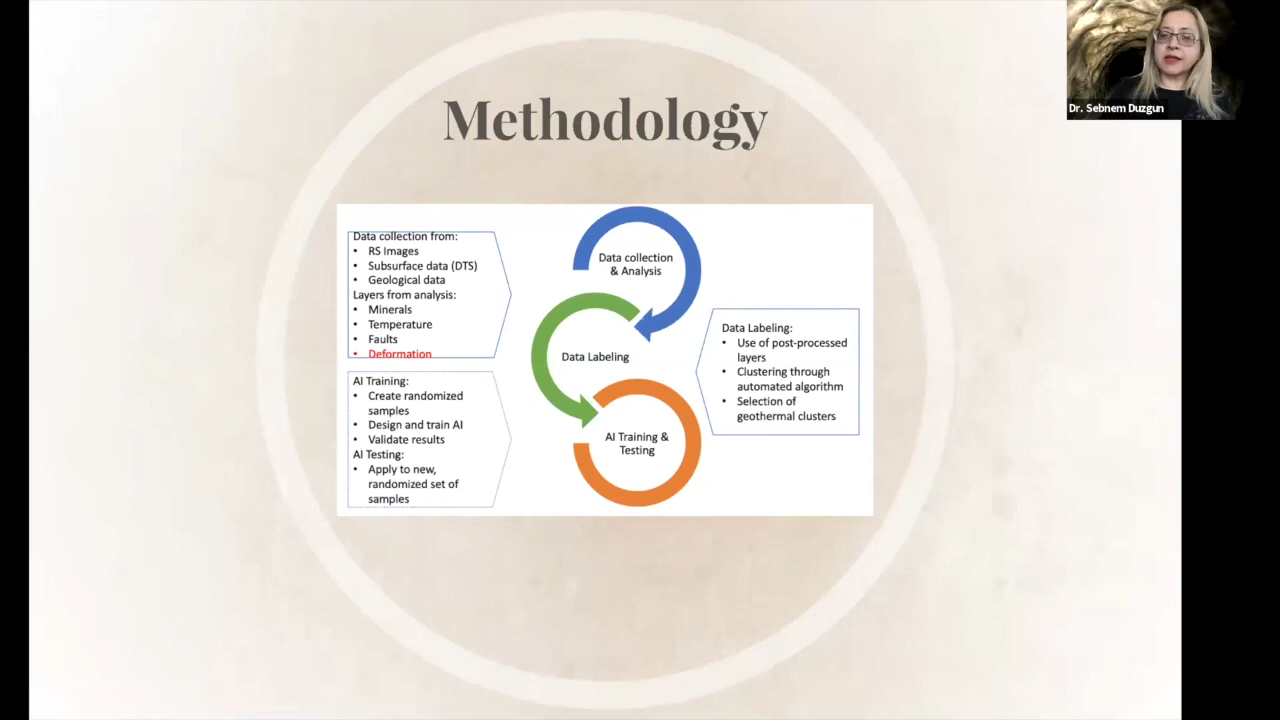 Methodology
Dr. Sebnem Duzgun
Data collection from:
• RS Images
• Subsurface data (DTS)
• Geological data
Layers from analysis:
• Minerals
• Temperature
• Faults
• Deformation
AI Training:
• Create randomized
samples
• Design and train AI
• Validate results
AI Testing:
• Apply to new,
randomized set of
samples
Data collection
& Analysis
Data Labeling
AI Training &
Testing
Data Labeling:
• Use of post-processed
layers
• Clustering through
automated algorithm
• Selection of
geothermal clusters